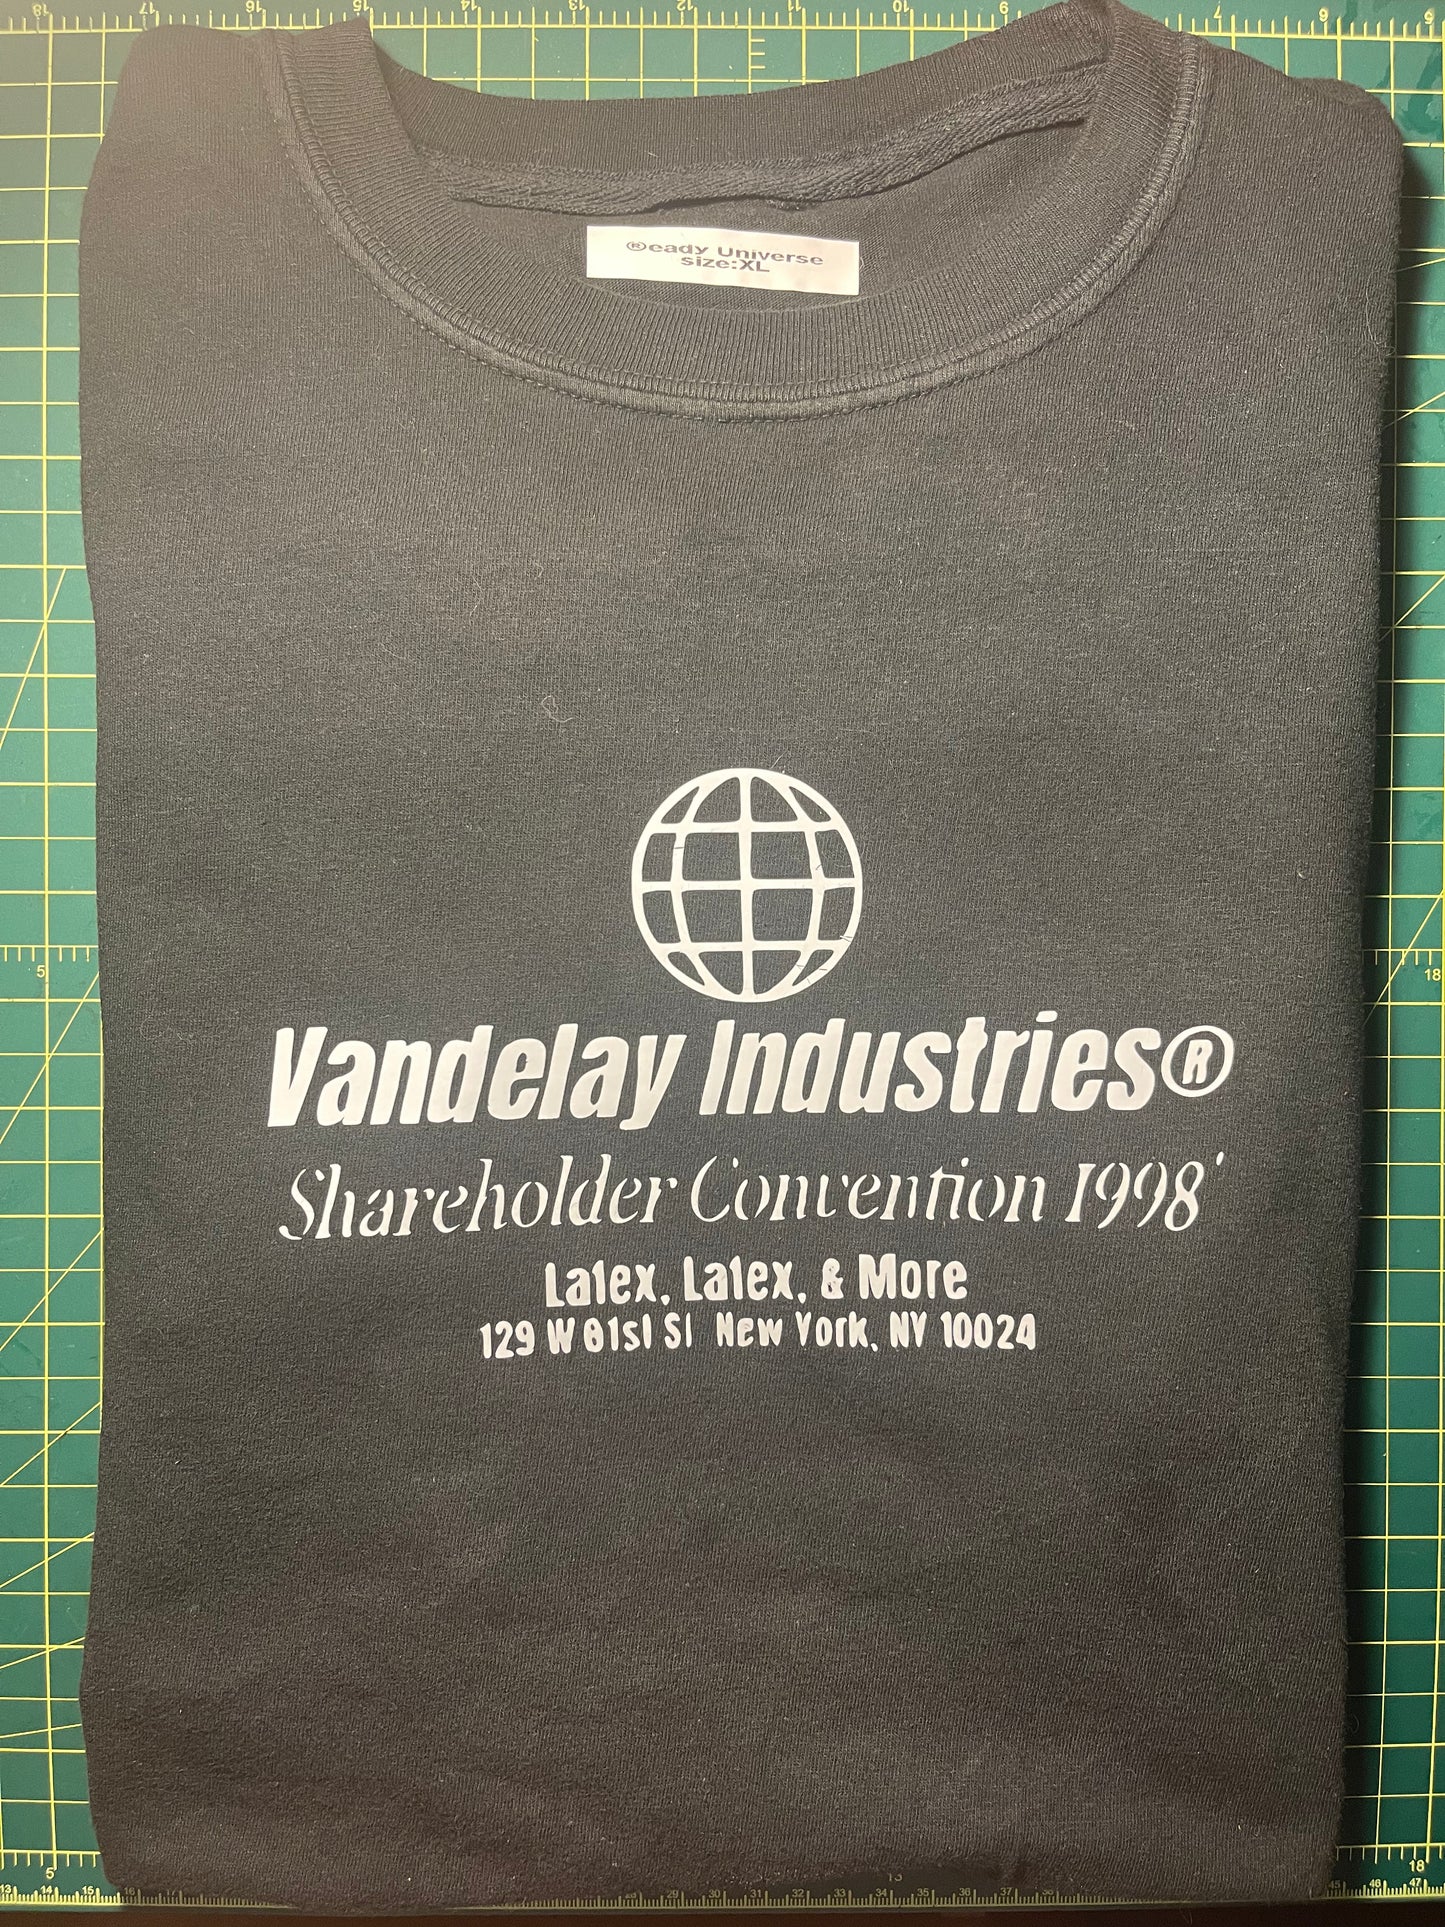 ®eady Universe
size:XL
Vandelay Industries®
Shareholder Convention 1998'
Latex, Latex, & More
129 W 81st St New York, NY 10024